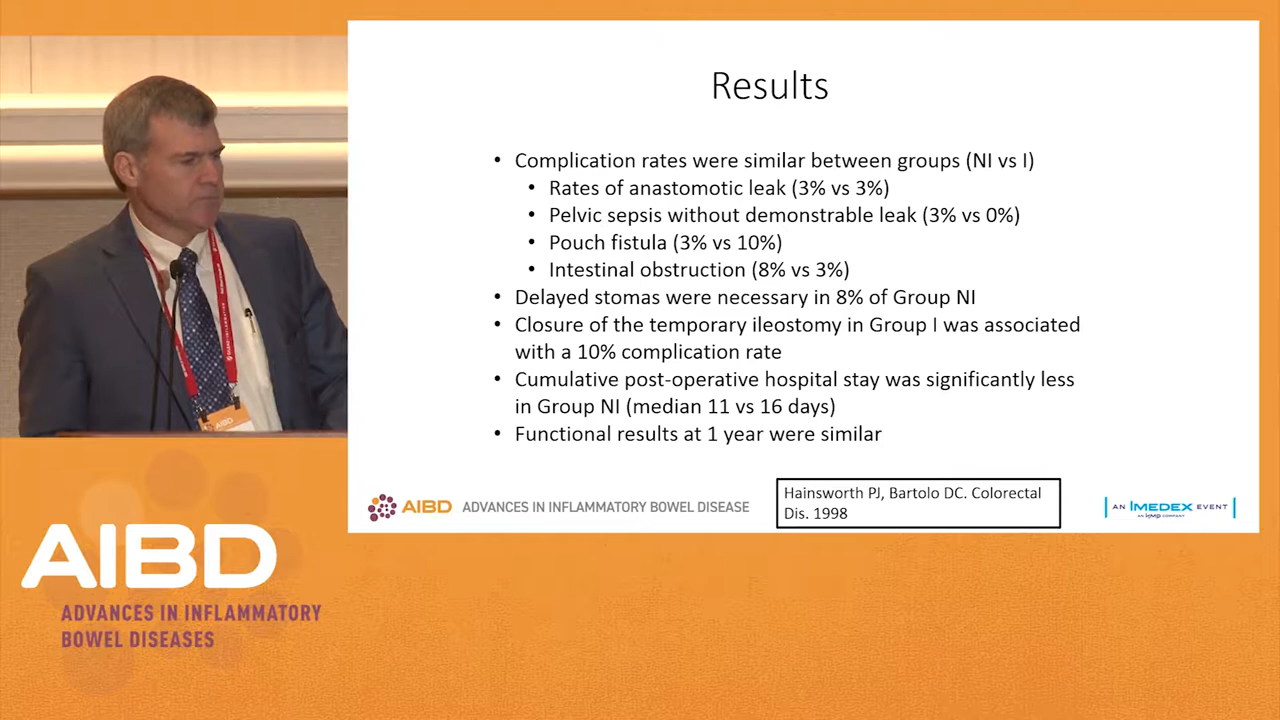 Results
• Complication rates were similar between groups (NI vs I)
• Rates of anastomotic leak (3% vs 3%)
• Pelvic sepsis without demonstrable leak (3% vs 0%)
• Pouch fistula (3% vs 10%)
• Intestinal obstruction (8% vs 3%)
• Delayed stomas were necessary in 8% of Group NI
• Closure of the temporary ileostomy in Group I was associated
with a 10% complication rate
• Cumulative post-operative hospital stay was significantly less
in Group NI (median 11 vs 16 days)
• Functional results at 1 year were similar
AIBD ADVANCES IN INFLAMMATORY BOWEL DISEASE
Hainsworth PJ, Bartolo DC. Colorectal
Dis. 1998
AN IMEDEX EVENT
AIBD
AIBD
ADVANCES IN INFLAMMATORY
BOWEL DISEASES